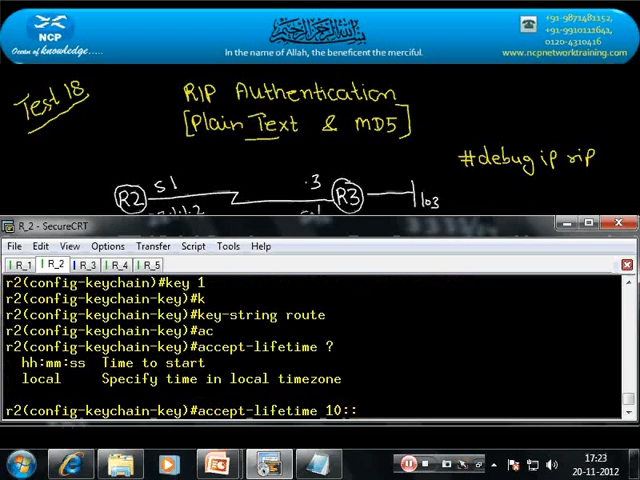 +91-9871481152,
+91-9910111642,
0120-4310416
www.ncpnetworktraining.com
NCP
Ocean of knowledge.....
In the name of Allah, the beneficent the merciful.
Test 18
RIP Authentication
[Plain Text & MD5]
#debug ip rip
R2
S1
.3
R3
103
R_2 - SecureCRT
File Edit View Options Transfer Script Tools Help
R_1 R_2 R_3 R_4 R_5
r2(config-keychain)#key 1
r2(config-keychain-key)#k
r2(config-keychain-key)#key-string route
r2(config-keychain-key)#ac
r2(config-keychain-key)#accept-lifetime ?
hh:mm:ss Time to start
local Specify time in local timezone
r2(config-keychain-key)#accept-lifetime 10::
17:23
20-11-2012